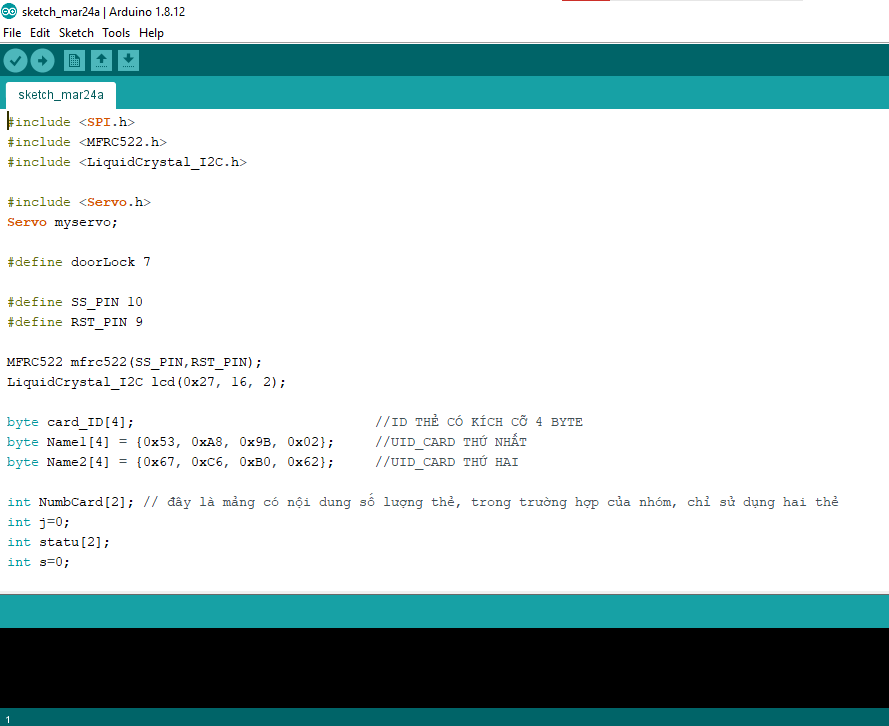 sketch_mar24a | Arduino 1.8.12
File Edit Sketch Tools Help
sketch_mar24a
#include <SPI.h>
#include <MFRC522.h>
#include <LiquidCrystal_I2C.h>
#include <Servo.h>
Servo myservo;
#define doorLock 7
#define SS_PIN 10
#define RST_PIN 9
MFRC522 mfrc522(SS_PIN,RST_PIN);
LiquidCrystal_I2C lcd(0x27, 16, 2);
byte card_ID[4]; //ID THẺ CÓ KÍCH CỠ 4 BYTE
byte Name1[4] = {0x53, 0xA8, 0x9B, 0x02}; //UID_CARD THỨ NHẤT
byte Name2[4] = {0x67, 0xC6, 0xB0, 0x62}; //UID_CARD THỨ HAI
int NumbCard[2]; // đây là mảng có nội dung số lượng thẻ, trong trường hợp của nhóm, chỉ sử dụng hai thẻ
int j=0;
int statu[2];
int s=0;
1